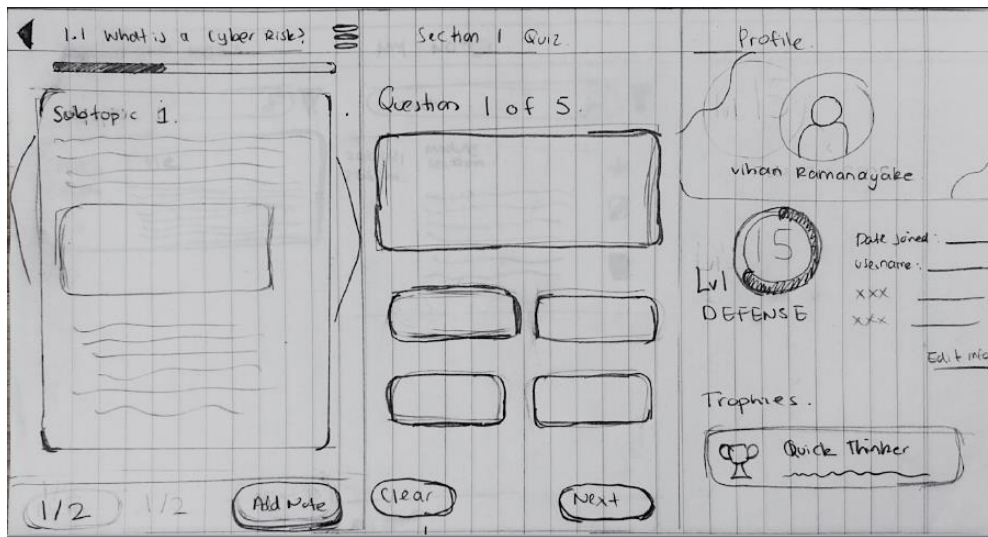 1.1 What is a Cyber Risk?
Subtopic 1.
1/2
1/2
Add Note
Section 1 Quiz
Question 1 of 5.
Clear
Next
Profile.
Vihan Ramanayake
15
Lvl
DEFENSE
Date joined:
username:
xxx
xxx
Edit info
Trophies.
Quick Thinker